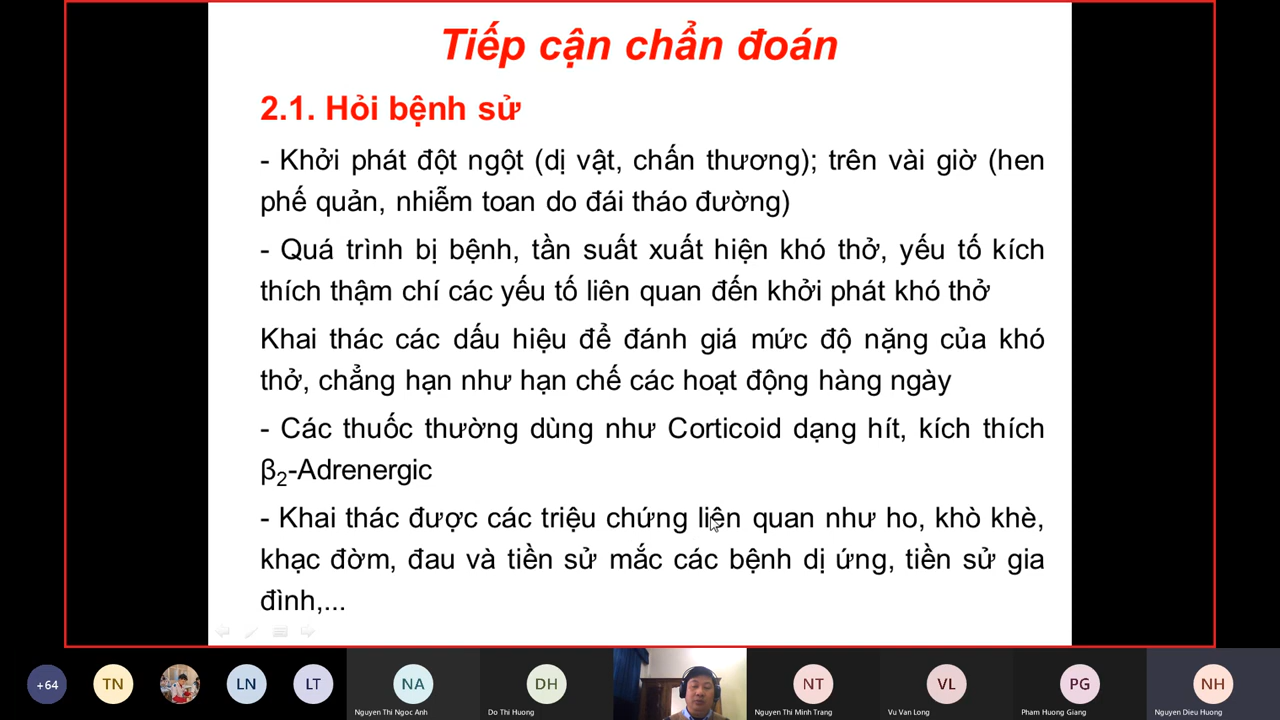 Tiếp cận chẩn đoán
2.1. Hỏi bệnh sử
- Khởi phát đột ngột (dị vật, chấn thương); trên vài giờ (hen
phế quản, nhiễm toan do đái tháo đường)
- Quá trình bị bệnh, tần suất xuất hiện khó thở, yếu tố kích
thích thậm chí các yếu tố liên quan đến khởi phát khó thở
Khai thác các dấu hiệu để đánh giá mức độ nặng của khó
thở, chẳng hạn như hạn chế các hoạt động hàng ngày
- Các thuốc thường dùng như Corticoid dạng hít, kích thích
β2-Adrenergic
- Khai thác được các triệu chứng liên quan như ho, khò khè,
khạc đờm, đau và tiền sử mắc các bệnh dị ứng, tiền sử gia
đình,...
+64 TN LN LT NA DH NT VL PG NH
Nguyen Thi Ngoc Anh Do Thi Huong Nguyen Thi Minh Trang Vu Van Long Pham Huong Giang Nguyen Dieu Huong